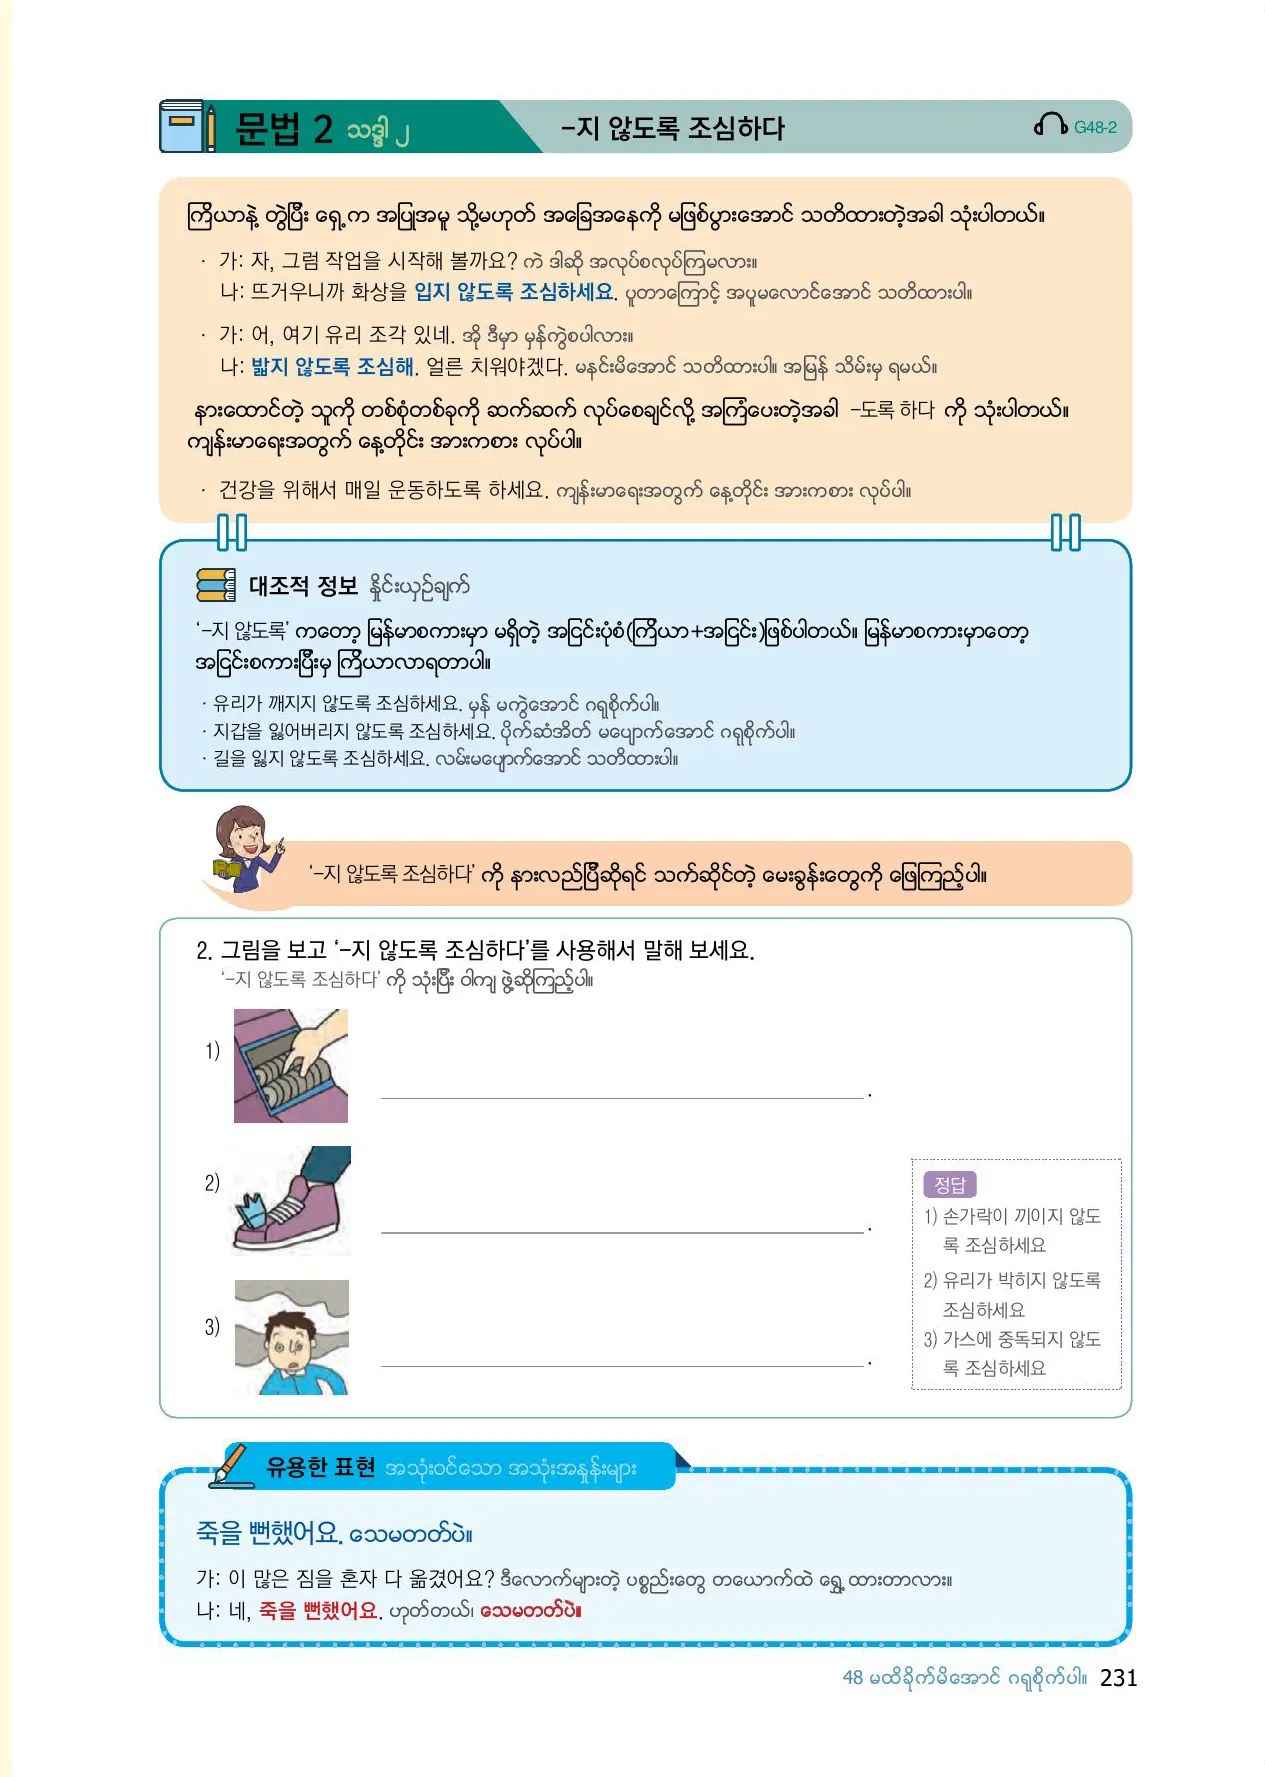 문법 2 သဒ္ဒါ ၂
-지 않도록 조심하다
G48-2
ကြိယာနဲ့ တွဲပြီး ရှေ့က အပြုအမူ သို့မဟုတ် အခြေအနေကို မဖြစ်ပွားအောင် သတိထားတဲ့အခါ သုံးပါတယ်။
· 가: 자, 그럼 작업을 시작해 볼까요? ကဲ ဒါဆို အလုပ်စလုပ်ကြမလား။
나: 뜨거우니까 화상을 입지 않도록 조심하세요. ပူတာကြောင့် အပူမလောင်အောင် သတိထားပါ။
· 가: 어, 여기 유리 조각 있네. အို ဒီမှာ မှန်ကွဲစပါလား။
나: 밟지 않도록 조심해. 얼른 치워야겠다. မနင်းမိအောင် သတိထားပါ။ အမြန် သိမ်းမှ ရမယ်။
နားထောင်တဲ့ သူကို တစ်စုံတစ်ခုကို ဆက်ဆက် လုပ်စေချင်လို့ အကြံပေးတဲ့အခါ -도록 하다 ကို သုံးပါတယ်။
ကျန်းမာရေးအတွက် နေ့တိုင်း အားကစား လုပ်ပါ။
· 건강을 위해서 매일 운동하도록 하세요. ကျန်းမာရေးအတွက် နေ့တိုင်း အားကစား လုပ်ပါ။
대조적 정보 နှိုင်းယှဉ်ချက်
‘-지 않도록’ ကတော့ မြန်မာစကားမှာ မရှိတဲ့ အငြင်းပုံစံ(ကြိယာ+အငြင်း)ဖြစ်ပါတယ်။ မြန်မာစကားမှာတော့
အငြင်းစကားပြီးမှ ကြိယာလာရတာပါ။
· 유리가 깨지지 않도록 조심하세요. မှန် မကွဲအောင် ဂရုစိုက်ပါ။
· 지갑을 잃어버리지 않도록 조심하세요. ပိုက်ဆံအိတ် မပျောက်အောင် ဂရုစိုက်ပါ။
· 길을 잃지 않도록 조심하세요. လမ်းမပျောက်အောင် သတိထားပါ။
‘-지 않도록 조심하다’ ကို နားလည်ပြီဆိုရင် သက်ဆိုင်တဲ့ မေးခွန်းတွေကို ဖြေကြည့်ပါ။
2. 그림을 보고 ‘-지 않도록 조심하다’를 사용해서 말해 보세요.
‘-지 않도록 조심하다’ ကို သုံးပြီး ဝါကျ ဖွဲ့ဆိုကြည့်ပါ။
1) .
2) .
3) .
정답
1) 손가락이 끼이지 않도
록 조심하세요
2) 유리가 박히지 않도록
조심하세요
3) 가스에 중독되지 않도
록 조심하세요
유용한 표현 အသုံးဝင်သော အသုံးအနှုန်းများ
죽을 뻔했어요. သေမတတ်ပဲ။
가: 이 많은 짐을 혼자 다 옮겼어요? ဒီလောက်များတဲ့ ပစ္စည်းတွေ တယောက်ထဲ ရွှေ့ ထားတာလား။
나: 네, 죽을 뻔했어요. ဟုတ်တယ်၊ သေမတတ်ပဲ။
48 မထိခိုက်မိအောင် ဂရုစိုက်ပါ။ 231